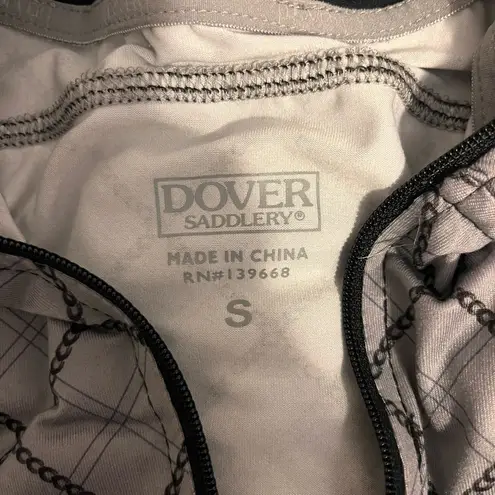 DOVER
SADDLERY®
MADE IN CHINA
RN#139668
S